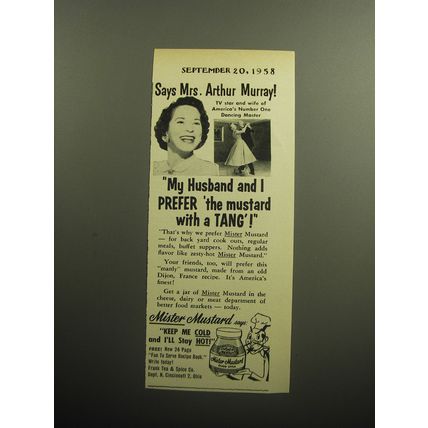 SEPTEMBER 20, 1958
Says Mrs. Arthur Murray!
TV star and wife of
America's Number One
Dancing Master
"My Husband and I
PREFER 'the mustard
with a TANG'!"
"That's why we prefer Mister Mustard
— for back yard cook outs, regular
meals, buffet suppers. Nothing adds
flavor like zesty-hot Mister Mustard."
Your friends, too, will prefer this
"manly" mustard, made from an old
Dijon, France recipe. It's America's
finest!
Get a jar of Mister Mustard in the
cheese, dairy or meat department of
better food markets — today.
Mister Mustard says:
"KEEP ME COLD
and I'LL Stay HOT!"
FREE! New 24 Page
"Fun To Serve Recipe Book."
Write today!
Frank Tea & Spice Co.
Dept. N, Cincinnati 2, Ohio
Mister Mustard